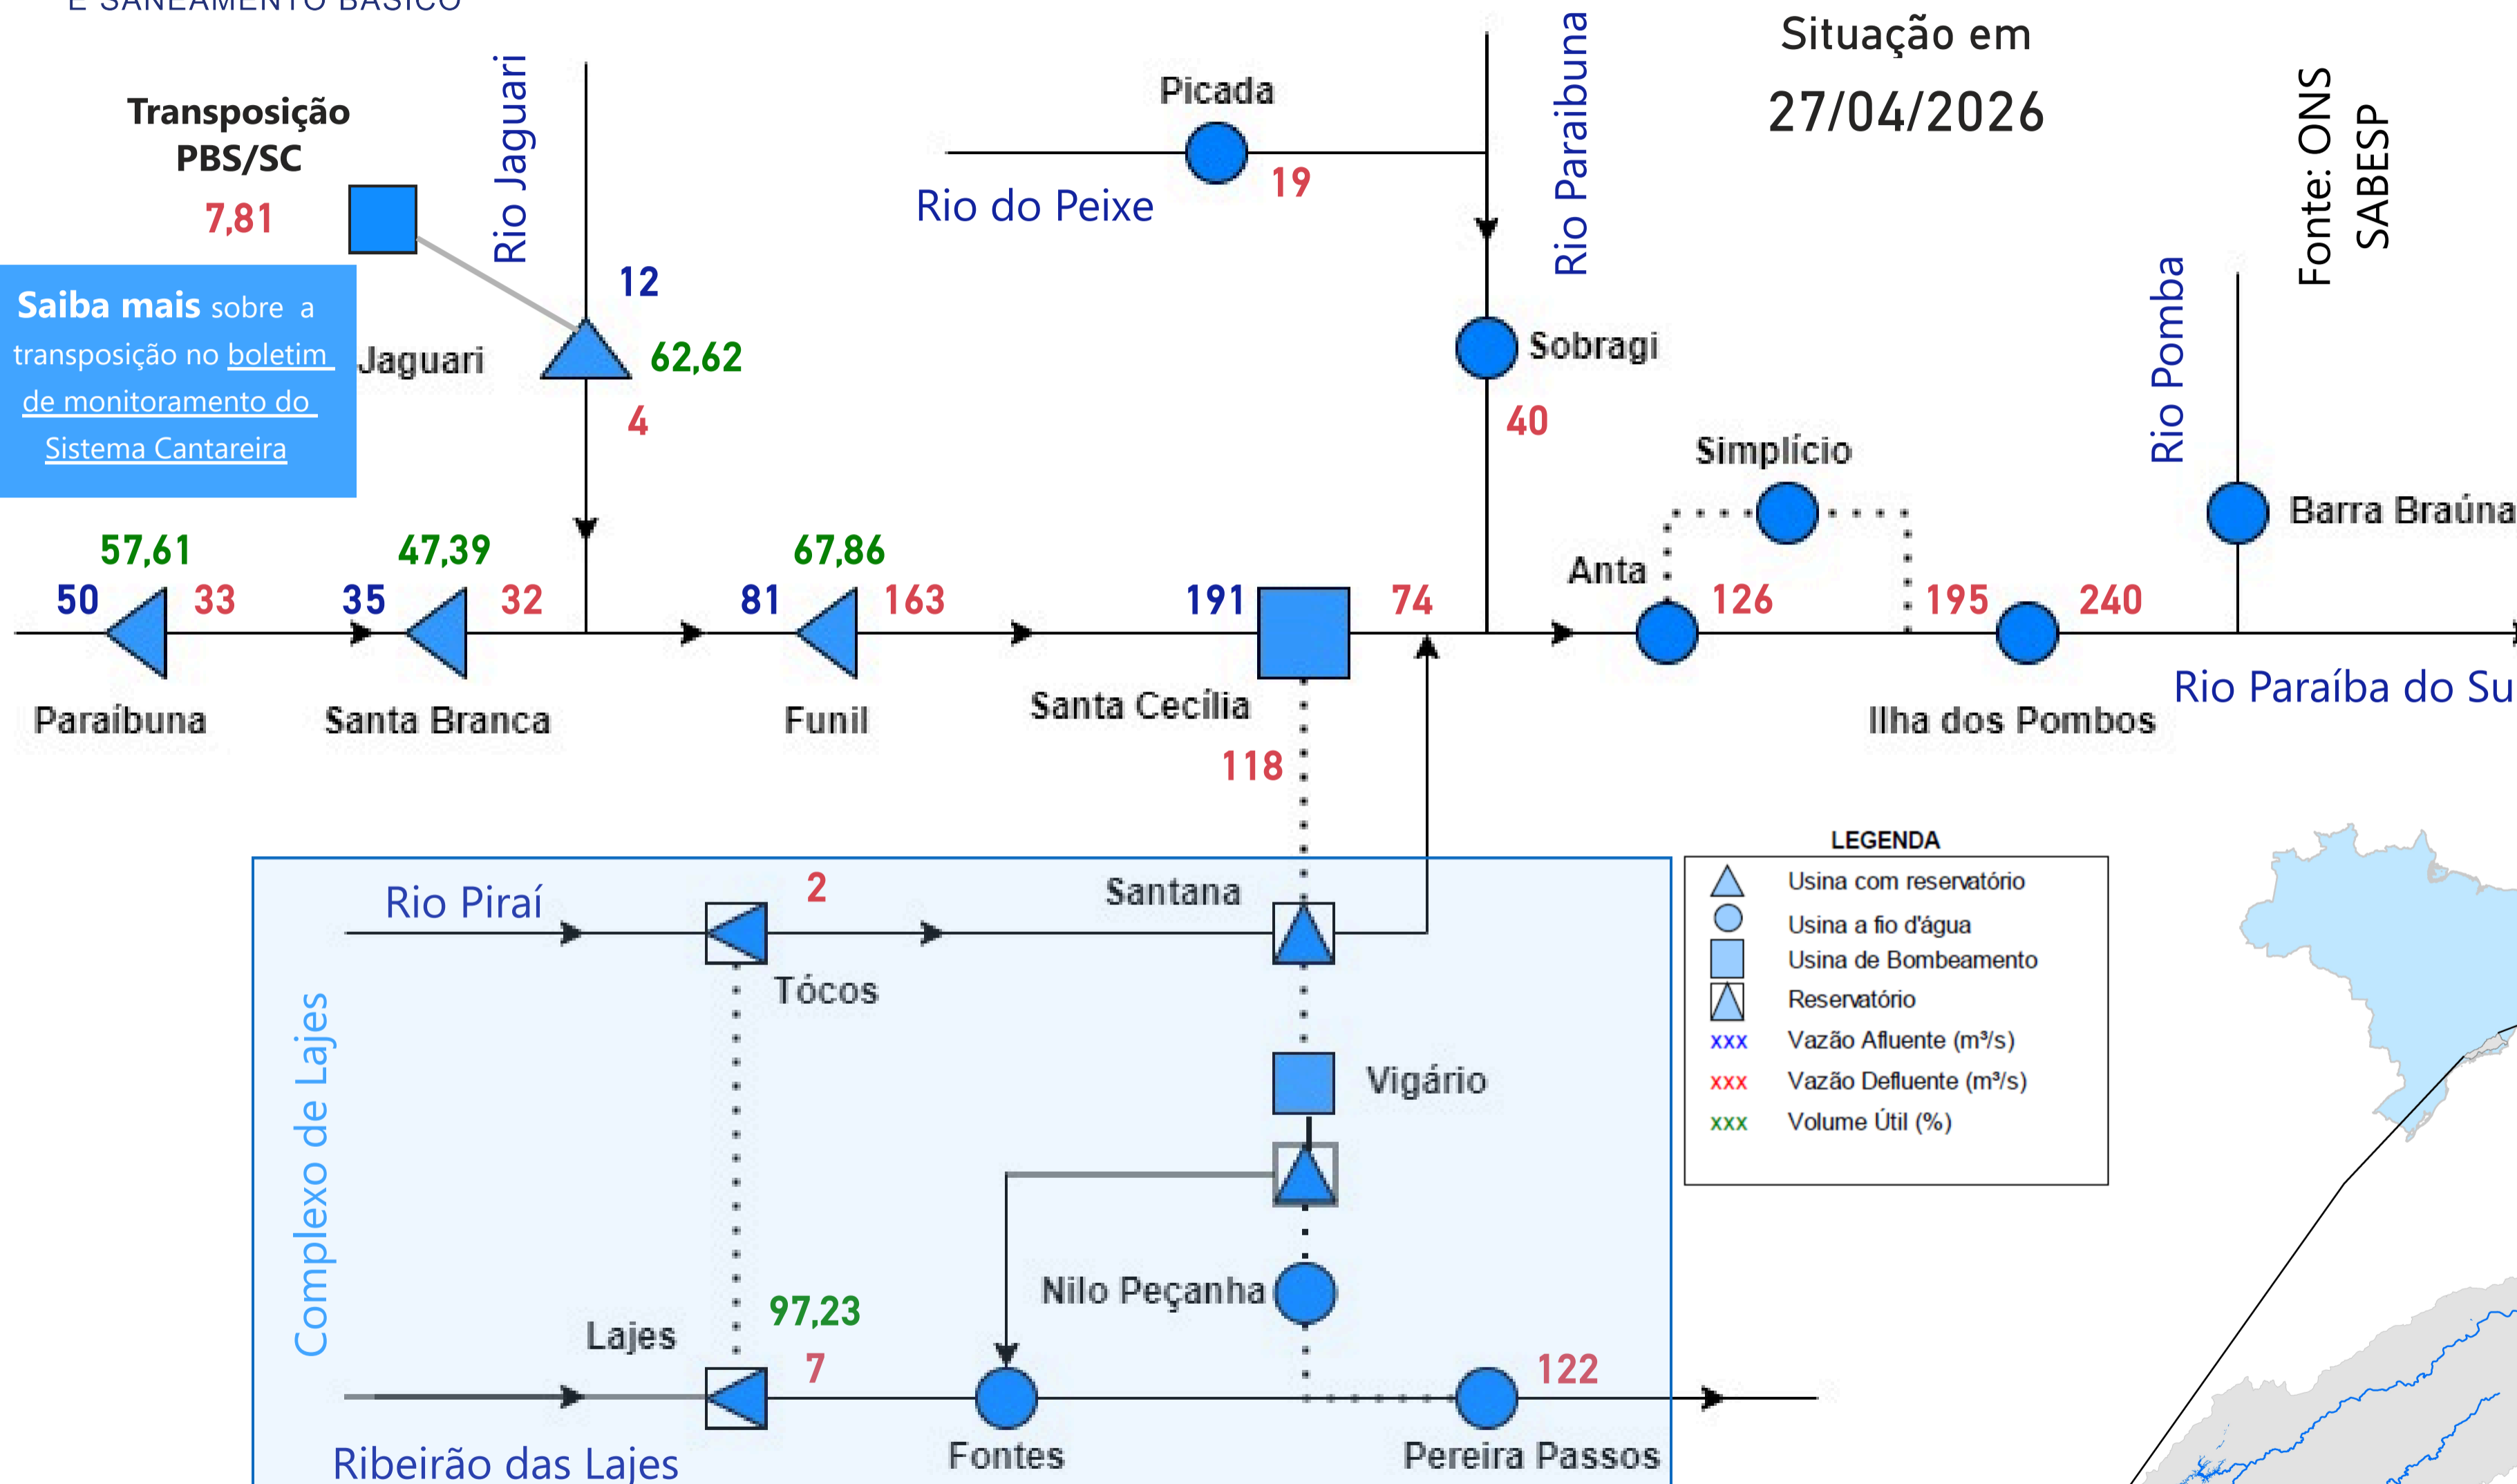 E SANEAMENTO BÁSICO
Situação em
27/04/2026
Fonte: ONS
SABESP
Transposição
PBS/SC
7,81
Rio Jaguari
Picada
19
Rio do Peixe
Rio Paraibuna
Saiba mais sobre a
transposição no boletim
de monitoramento do
Sistema Cantareira
12
Jaguari
62,62
4
Sobragi
40
Rio Pomba
Simplício
Barra Braúna
Anta
57,61
50
33
Paraíbuna
47,39
35
32
Santa Branca
67,86
81
163
Funil
191
74
Santa Cecília
118
126
195
240
Ilha dos Pombos
Rio Paraíba do Su
Complexo de Lajes
Rio Piraí
2
Tócos
Santana
Vigário
Nilo Peçanha
Lajes
97,23
7
Ribeirão das Lajes
Fontes
122
Pereira Passos
LEGENDA
Usina com reservatório
Usina a fio d'água
Usina de Bombeamento
Reservatório
xxx Vazão Afluente (m³/s)
xxx Vazão Defluente (m³/s)
xxx Volume Útil (%)